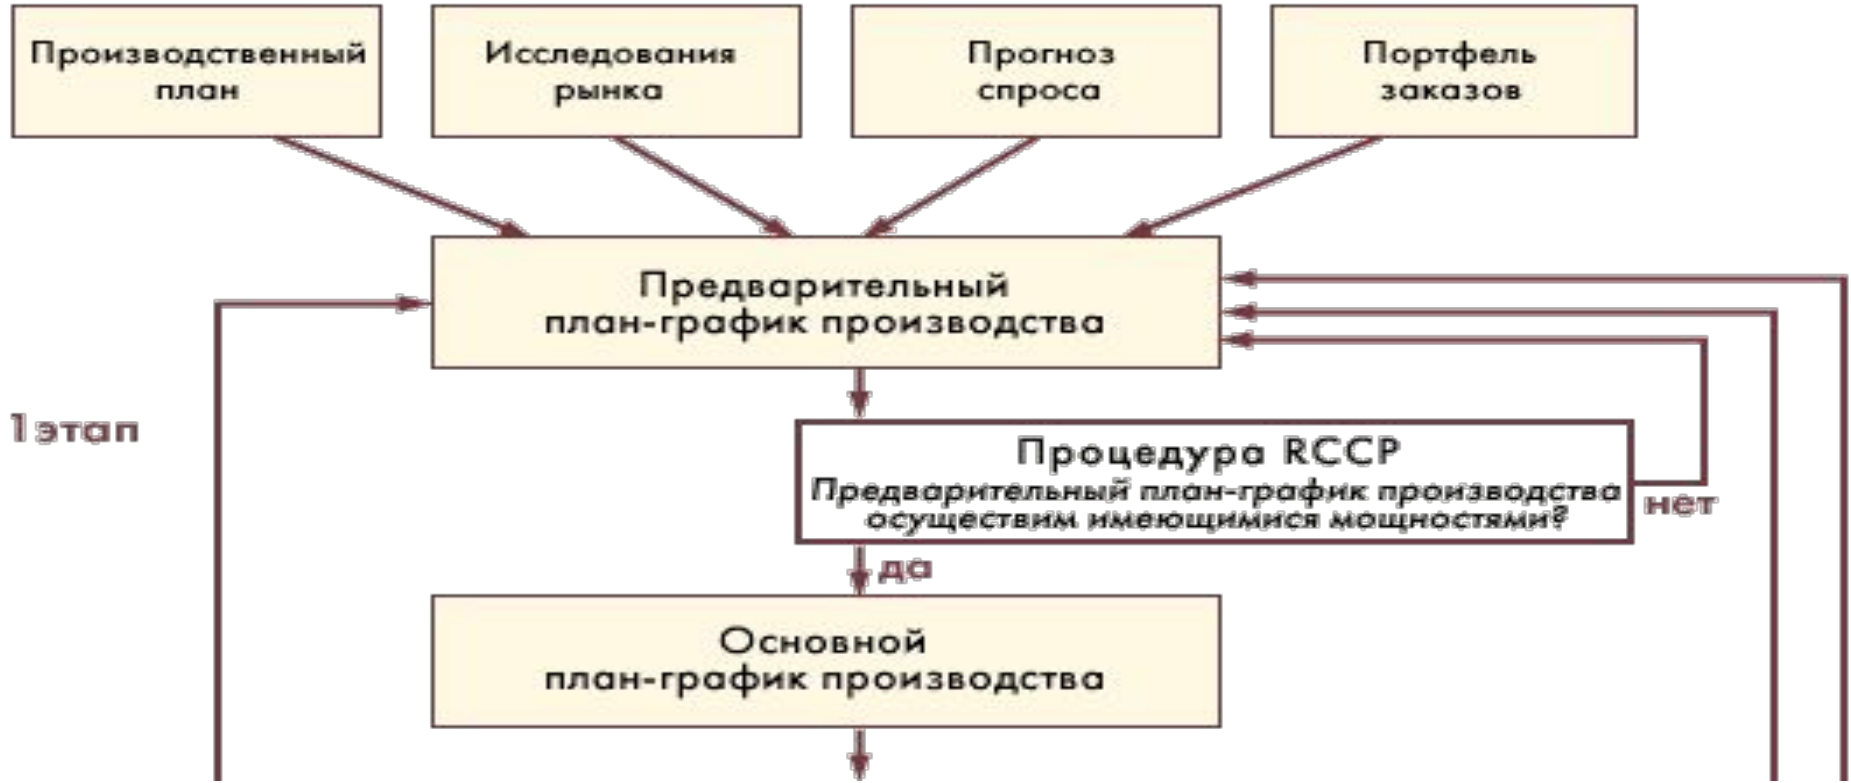 Производственный
план
Исследования
рынка
Прогноз
спроса
Портфель
заказов
Предварительный
план-график производства
1этап
Процедура RCCP
Предварительный план-график производства
осуществим имеющимися мощностями?
нет
да
Основной
план-график производства